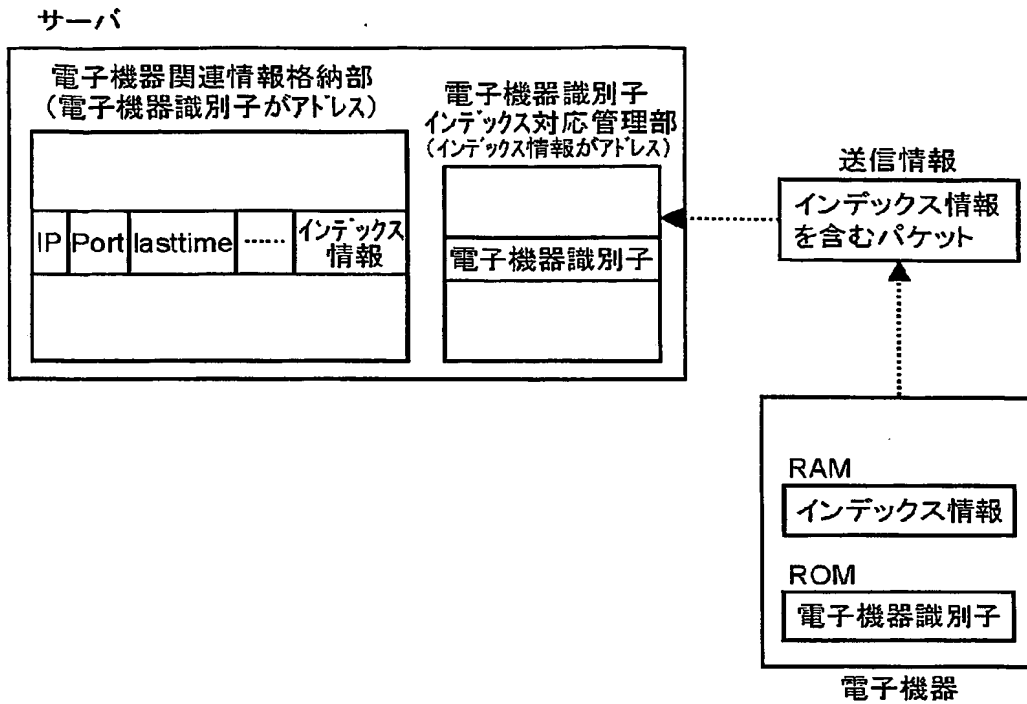 サーバ
電子機器関連情報格納部
(電子機器識別子がアドレス)
IP
Port
lasttime
……
インデックス
情報
電子機器識別子
インデックス対応管理部
(インデックス情報がアドレス)
電子機器識別子
送信情報
インデックス情報
を含むパケット
RAM
インデックス情報
ROM
電子機器識別子
電子機器